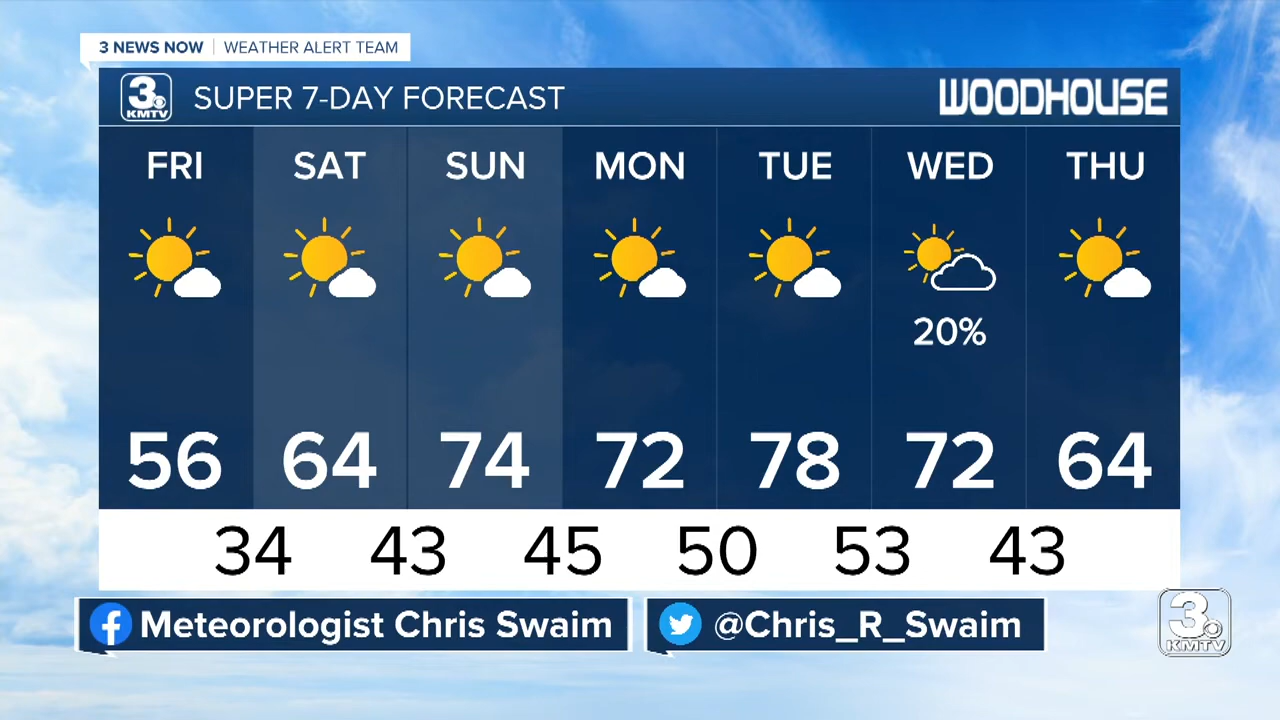 3 NEWS NOW | WEATHER ALERT TEAM
3 KMTV
SUPER 7-DAY FORECAST
WOODHOUSE
FRI SAT SUN MON TUE WED THU
20%
56 64 74 72 78 72 64
34 43 45 50 53 43
Meteorologist Chris Swaim
@Chris_R_Swaim
3 KMTV